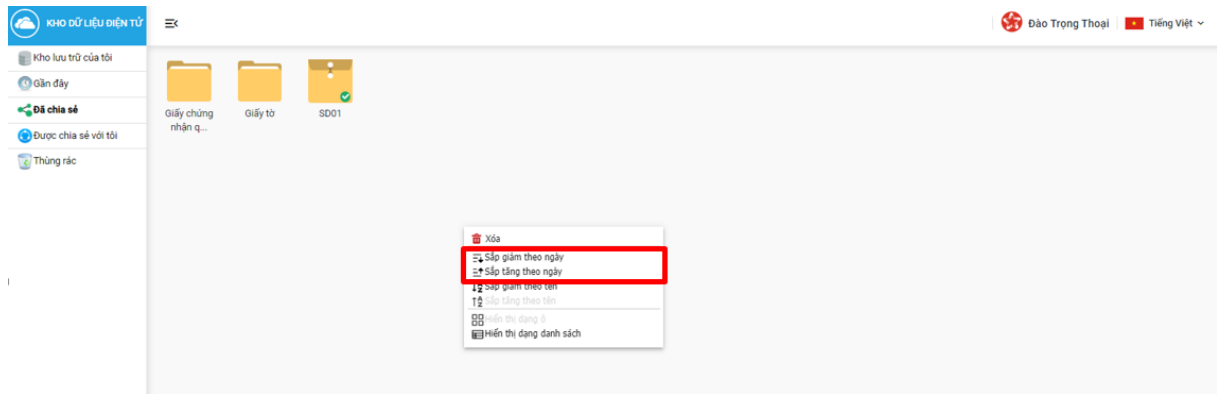 KHO DỮ LIỆU ĐIỆN TỬ
Đào Trọng Thoại
Tiếng Việt
Kho lưu trữ của tôi
Gần đây
Đã chia sẻ
Được chia sẻ với tôi
Thùng rác
Giấy chứng
nhận q...
Giấy tờ
SD01
Xóa
Sắp giảm theo ngày
Sắp tăng theo ngày
Sắp giảm theo tên
Sắp tăng theo tên
Hiển thị dạng ô
Hiển thị dạng danh sách